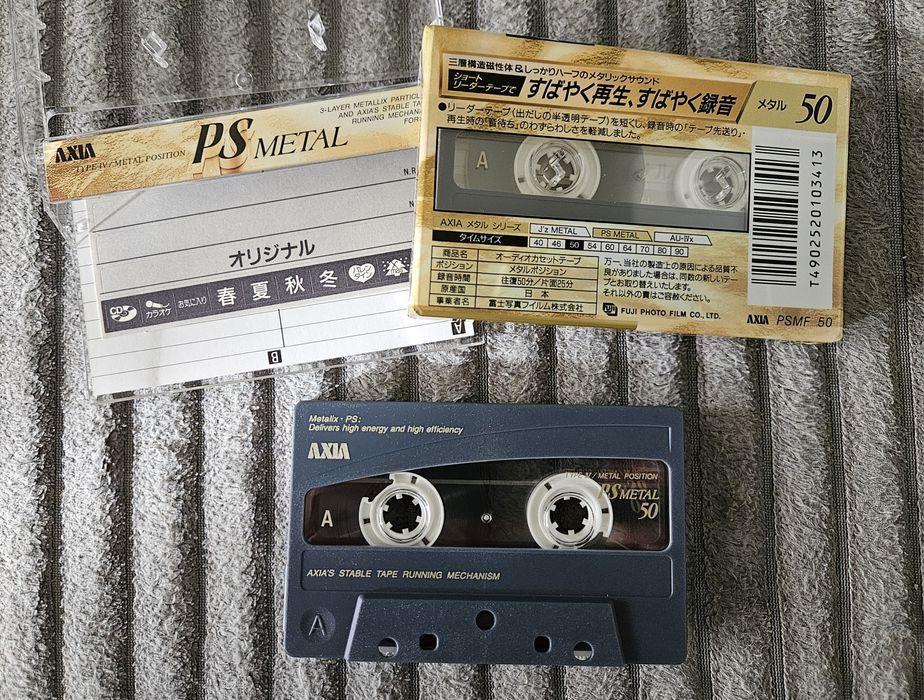 AXIA
TYPE IV / METAL POSITION
PS METAL
3-LAYER METALLIX PARTICL
AND AXIA'S STABLE TAPE
RUNNING MECHAN
FOR
N.R.
N
オリジナル
CD
カラオケ
お気に入り
春 夏 秋 冬
バレンタイン
B
A
三層構造磁性体&しっかりハーフのメタリックサウンド
ショートリーダーテープで
すばやく再生、すばやく録音
メタル 50
●リーダーテープ(出だしの半透明テープ)を短くし、録音時の「テープ先送り」・
再生時の"音待ち"のわずらわしさを軽減しました。
A
AXIA メタル シリーズ J'z METAL PS METAL AU-IVx
タイムサイズ 40 46 50 54 60 64 70 80 90
商品名 オーディオカセットテープ
ポジション メタルポジション
録音時間 往復50分/片面25分
原産国 日本
事業者名 富士写真フイルム株式会社
万一、当社の製造上の原因による品質不
良がありました場合は、同数の新しいテー
プとお取り替えいたします。
それ以外の責はご容赦ください。
FUJI PHOTO FILM CO., LTD.
AXIA PSMF 50
T4902520103413
Metallix・PS:
Delivers high energy and high efficiency
AXIA
TYPE IV / METAL POSITION
PS METAL
50
A
AXIA'S STABLE TAPE RUNNING MECHANISM
A